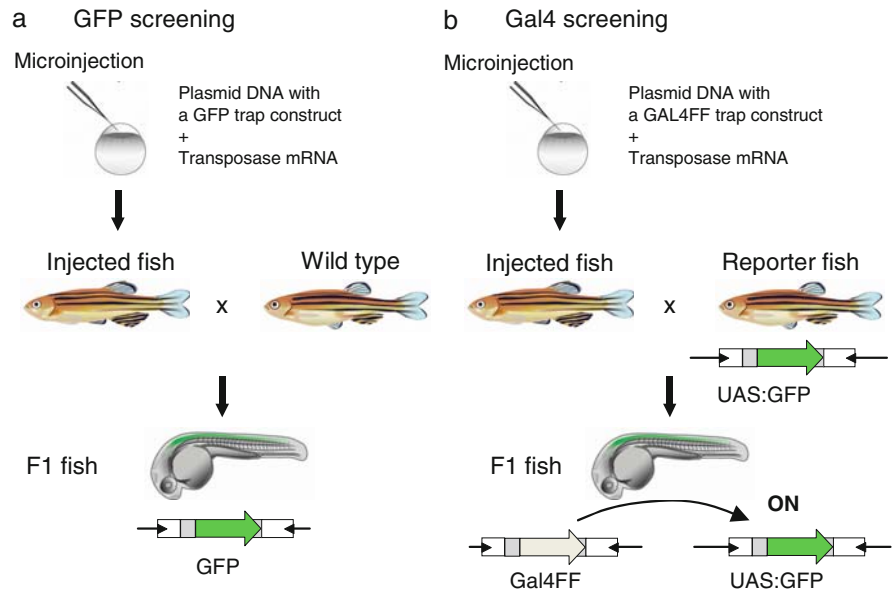 a GFP screening
Microinjection
Plasmid DNA with
a GFP trap construct
+
Transposase mRNA
Injected fish
x
Wild type
F1 fish
GFP
b Gal4 screening
Microinjection
Plasmid DNA with
a GAL4FF trap construct
+
Transposase mRNA
Injected fish
x
Reporter fish
UAS:GFP
F1 fish
ON
Gal4FF
UAS:GFP